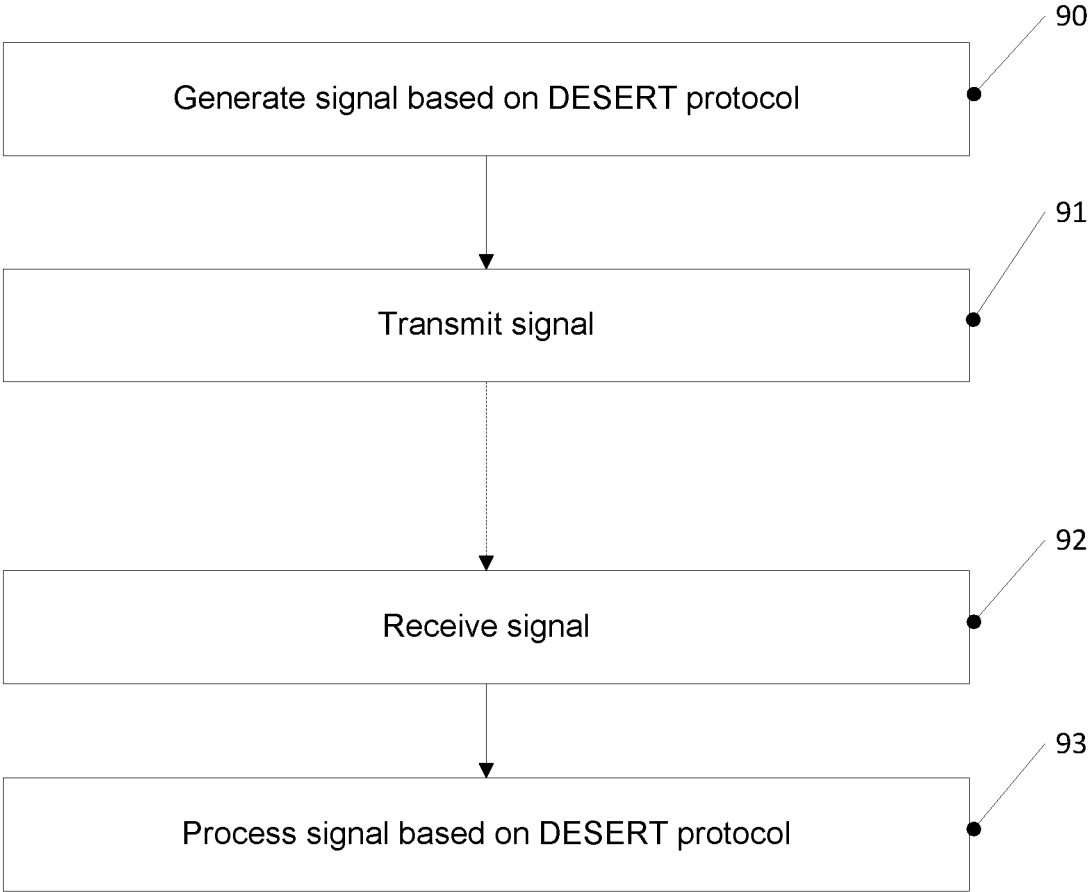 90
Generate signal based on DESERT protocol
91
Transmit signal
92
Receive signal
93
Process signal based on DESERT protocol